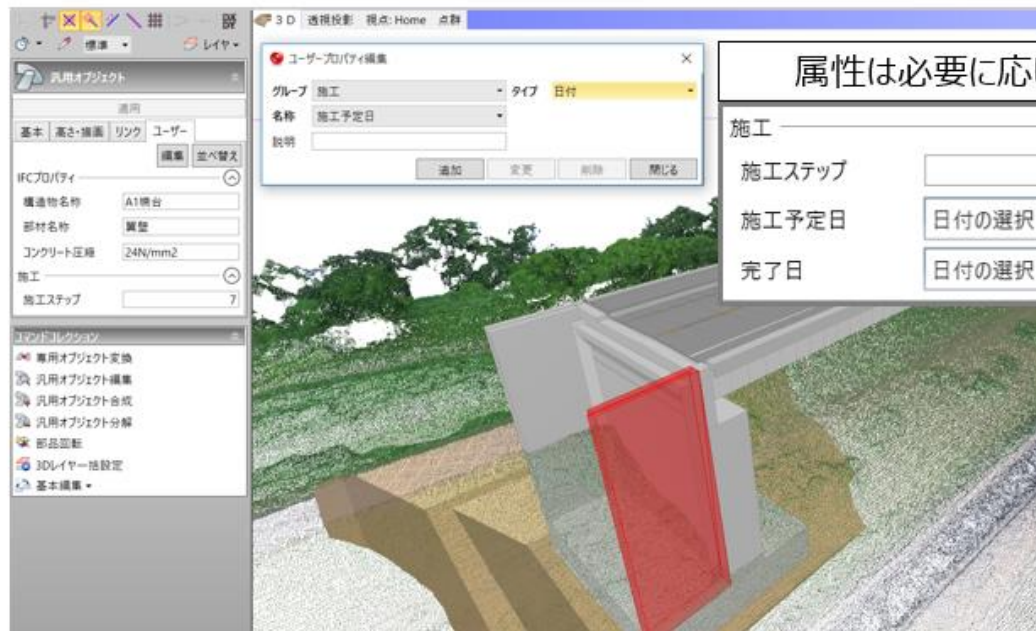 3D 透視投影 視点:Home 点群
標準
レイヤ
汎用オブジェクト
適用
基本 高さ・描画 リンク ユーザー
編集 並べ替え
IFCプロパティ
構造物名称 A1橋台
部材名称 翼壁
コンクリート圧縮 24N/mm2
施工
施工ステップ 7
コマンドコレクション
専用オブジェクト変換
汎用オブジェクト編集
汎用オブジェクト合成
汎用オブジェクト分解
部品回転
3Dレイヤ一括設定
基本編集
ユーザープロパティ編集
グループ 施工 タイプ 日付
名称 施工予定日
説明
追加 変更 削除 閉じる
属性は必要に応
施工
施工ステップ
施工予定日 日付の選択
完了日 日付の選択